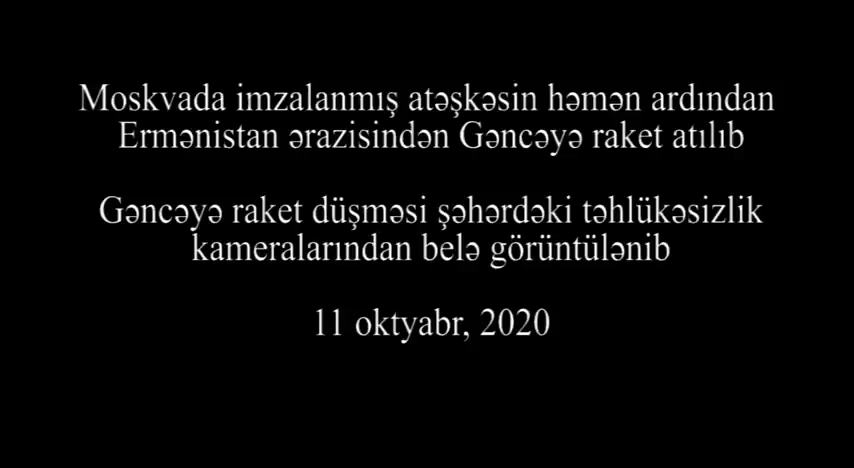 Moskvada imzalanmış atəşkəsin həmən ardından
Ermənistan ərazisindən Gəncəyə raket atılıb
Gəncəyə raket düşməsi şəhərdəki təhlükəsizlik
kameralarından belə görüntülənib
11 oktyabr, 2020